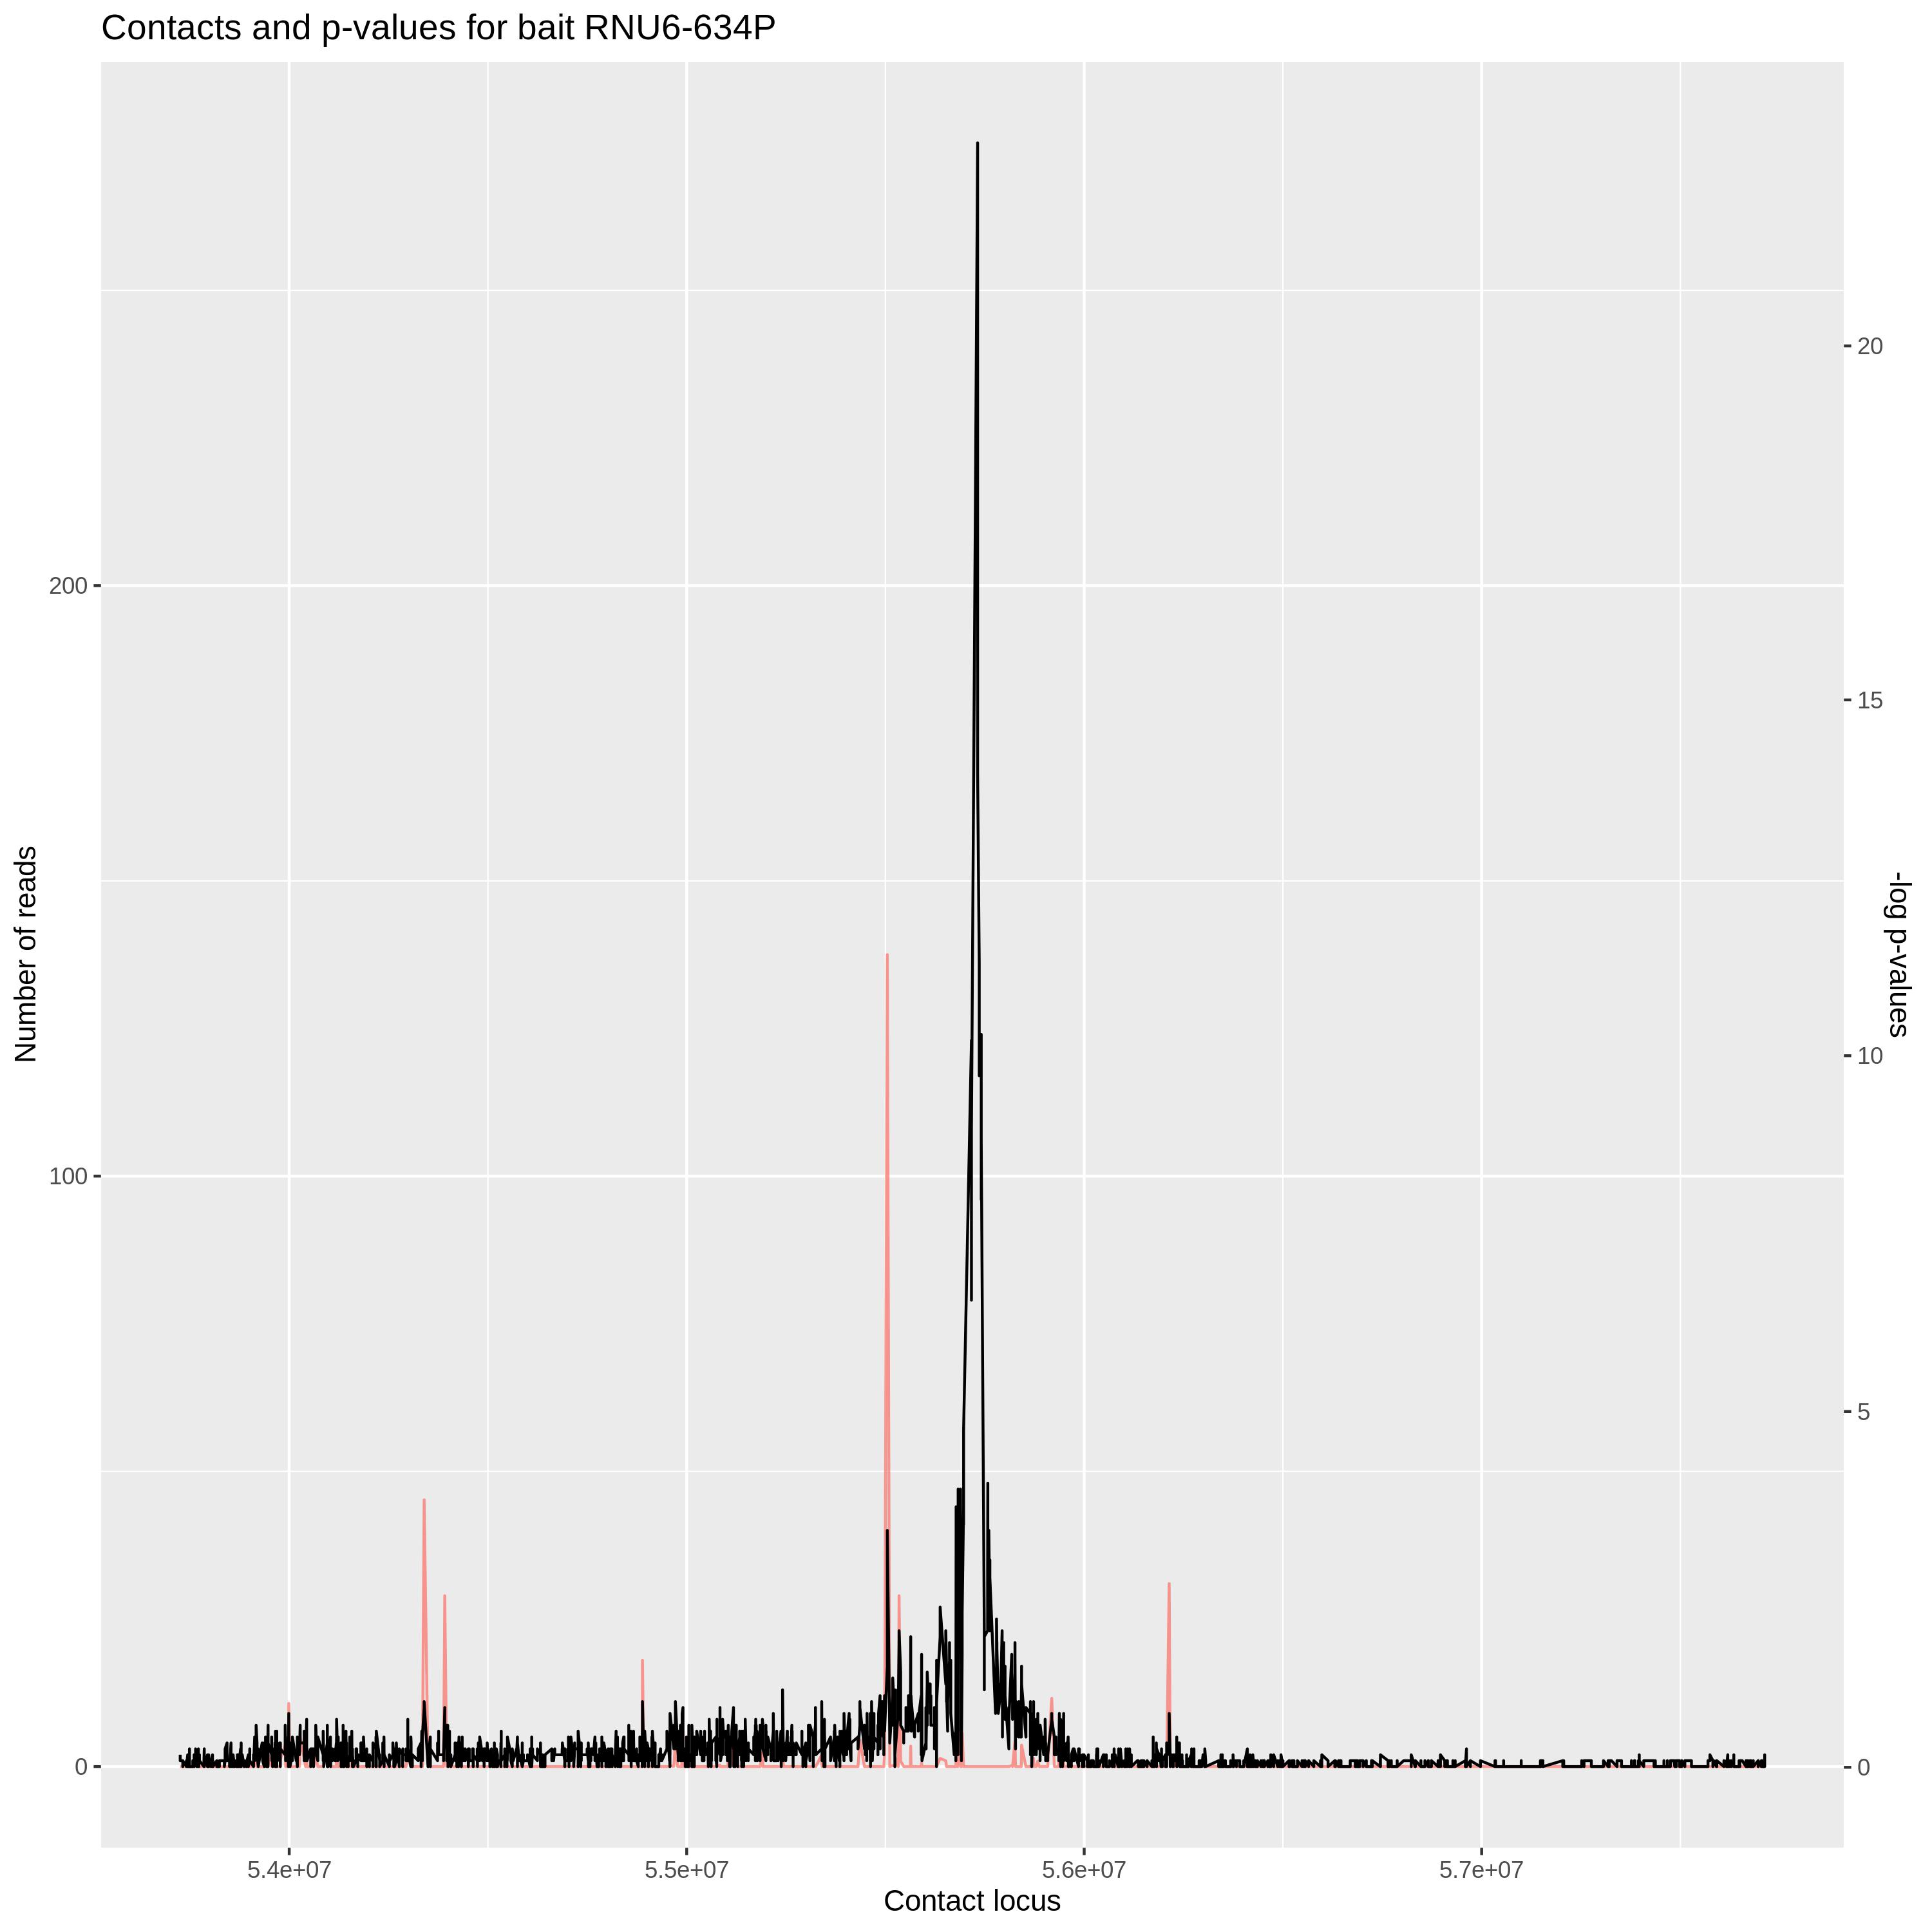 Contacts and p-values for bait RNU6-634P
Number of reads
200
100
0
20
15
10
5
0
-log p-values
5.4e+07 5.5e+07 5.6e+07 5.7e+07
Contact locus